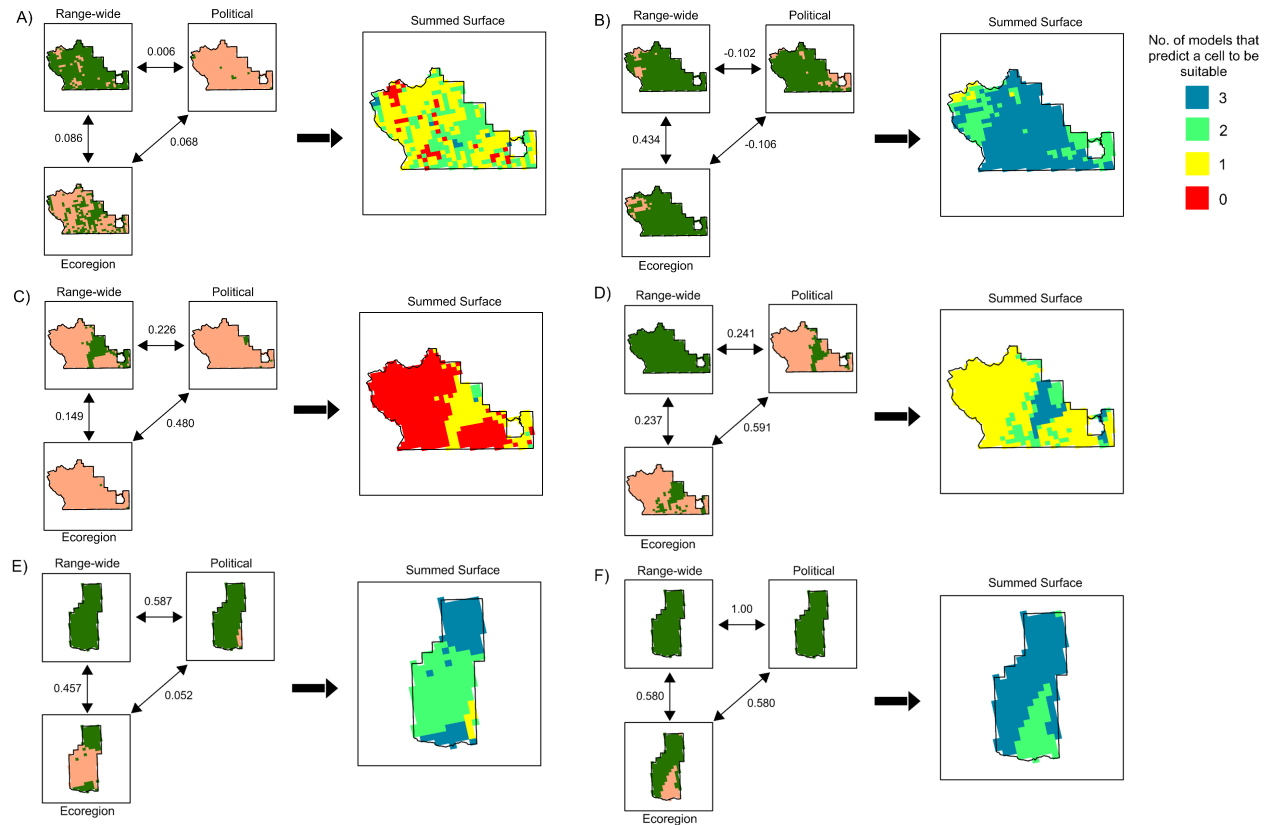 A)
Range-wide
Political
0.006
0.086
0.068
Ecoregion
Summed Surface
B)
Range-wide
Political
-0.102
0.434
-0.106
Ecoregion
Summed Surface
No. of models that
predict a cell to be
suitable
3
2
1
0
C)
Range-wide
Political
0.226
0.149
0.480
Ecoregion
Summed Surface
D)
Range-wide
Political
0.241
0.237
0.591
Ecoregion
Summed Surface
E)
Range-wide
Political
0.587
0.457
0.052
Ecoregion
Summed Surface
F)
Range-wide
Political
1.00
0.580
0.580
Ecoregion
Summed Surface